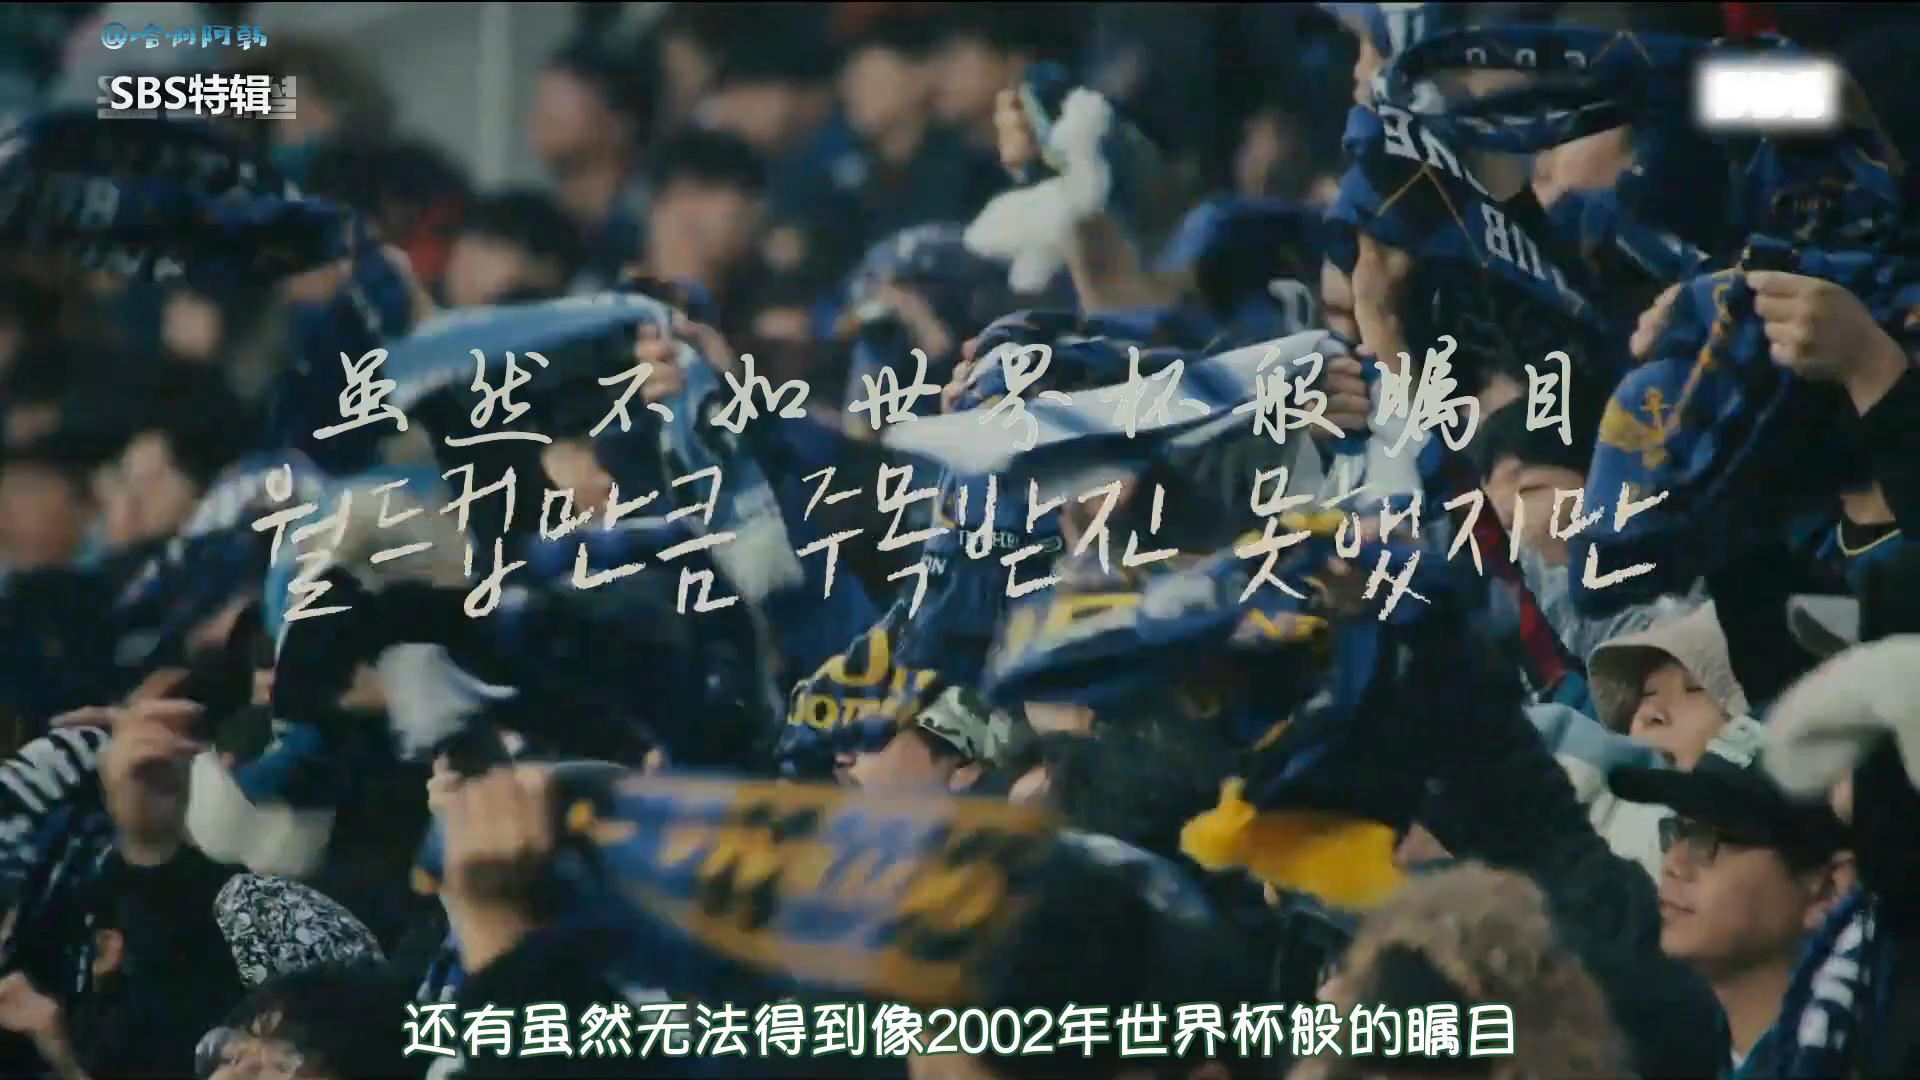 @哈啊阿韩
SBS特辑
虽然不如世界杯般瞩目
월드컵만큼 주목받진 못했지만
还有虽然无法得到像2002年世界杯般的瞩目